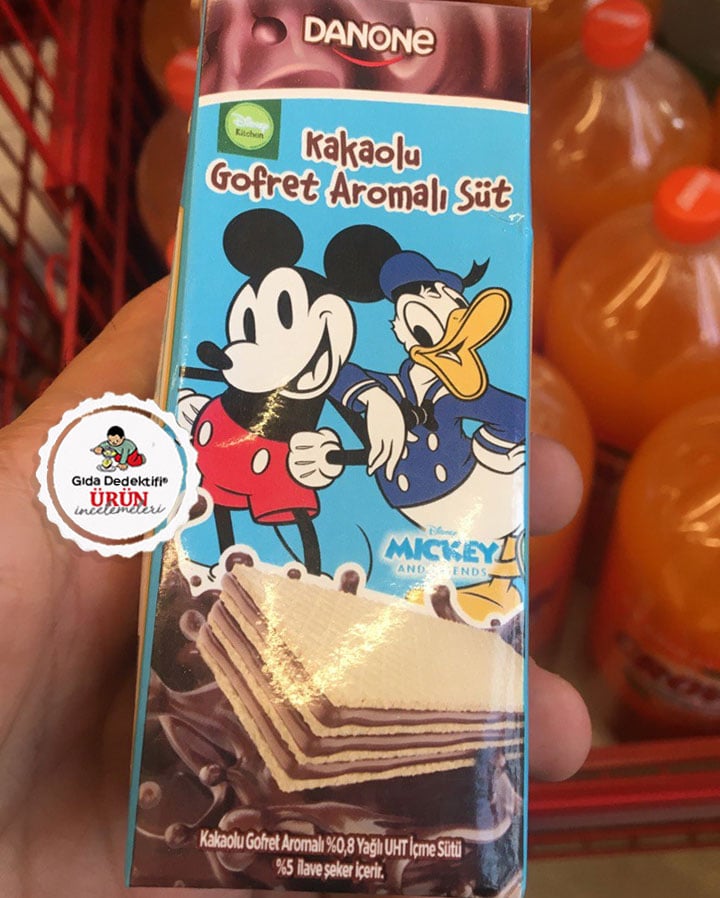 DANONE
Disney
Kitchen
Kakaolu
Gofret Aromalı Süt
Gıda Dedektifi®
ÜRÜN
incelemeleri
Disney
MICKEY
AND
Kakaolu Gofret Aromalı %0,8 Yağlı UHT İçme Sütü
%5 ilave şeker içerir.